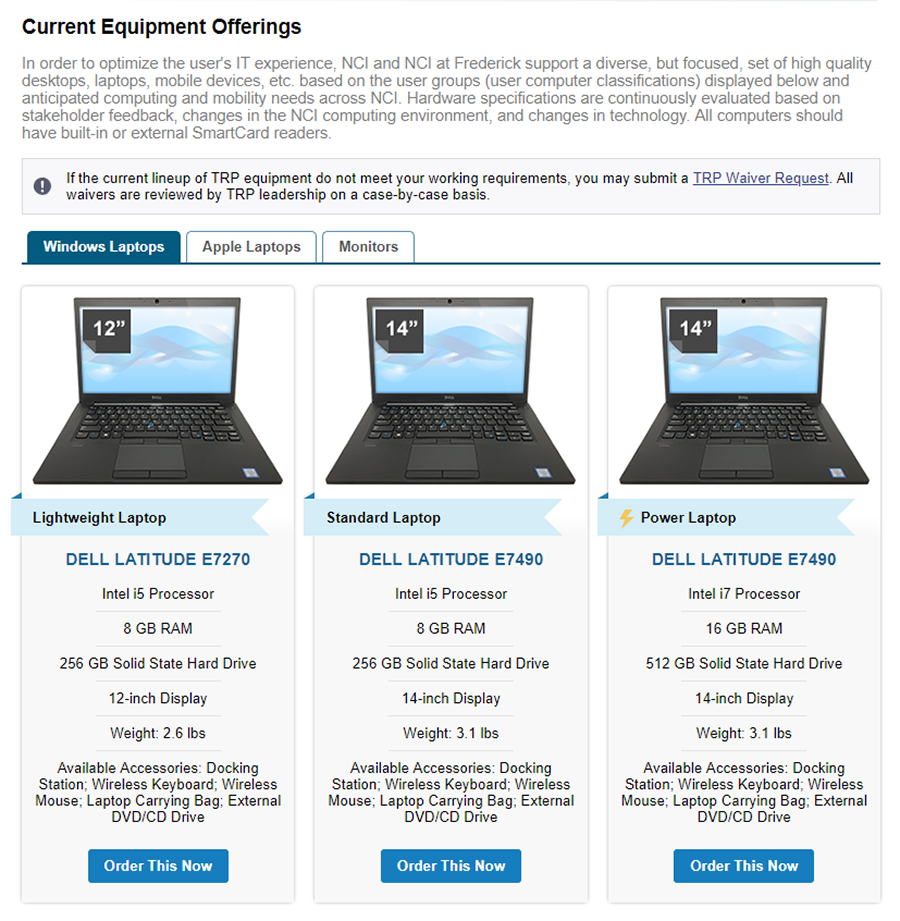 Current Equipment Offerings
In order to optimize the user's IT experience, NCI and NCI at Frederick support a diverse, but focused, set of high quality
desktops, laptops, mobile devices, etc. based on the user groups (user computer classifications) displayed below and
anticipated computing and mobility needs across NCI. Hardware specifications are continuously evaluated based on
stakeholder feedback, changes in the NCI computing environment, and changes in technology. All computers should
have built-in or external SmartCard readers.
If the current lineup of TRP equipment do not meet your working requirements, you may submit a TRP Waiver Request. All
waivers are reviewed by TRP leadership on a case-by-case basis.
Windows Laptops
Apple Laptops
Monitors
12”
Lightweight Laptop
DELL LATITUDE E7270
Intel i5 Processor
8 GB RAM
256 GB Solid State Hard Drive
12-inch Display
Weight: 2.6 lbs
Available Accessories: Docking
Station; Wireless Keyboard; Wireless
Mouse; Laptop Carrying Bag; External
DVD/CD Drive
Order This Now
14”
Standard Laptop
DELL LATITUDE E7490
Intel i5 Processor
8 GB RAM
256 GB Solid State Hard Drive
14-inch Display
Weight: 3.1 lbs
Available Accessories: Docking
Station; Wireless Keyboard; Wireless
Mouse; Laptop Carrying Bag; External
DVD/CD Drive
Order This Now
14”
Power Laptop
DELL LATITUDE E7490
Intel i7 Processor
16 GB RAM
512 GB Solid State Hard Drive
14-inch Display
Weight: 3.1 lbs
Available Accessories: Docking
Station; Wireless Keyboard; Wireless
Mouse; Laptop Carrying Bag; External
DVD/CD Drive
Order This Now